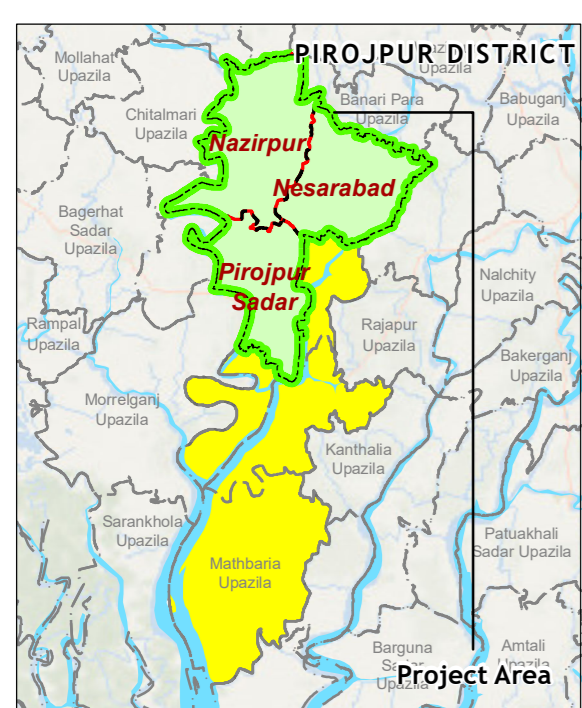 PIROJPUR DISTRICT
Mollahat
Upazila
Upazila
Banari Para
Upazila
Babuganj
Upazila
Chitalmari
Upazila
Nazirpur
Nesarabad
Bagerhat
Sadar
Upazila
Pirojpur
Sadar
Nalchity
Upazila
Rampal
Upazila
Rajapur
Upazila
Bakerganj
Upazila
Morrelganj
Upazila
Kanthalia
Upazila
Sarankhola
Upazila
Patuakhali
Sadar Upazila
Mathbaria
Upazila
Barguna
Sadar
Upazila
Amtali
Upazila
Project Area